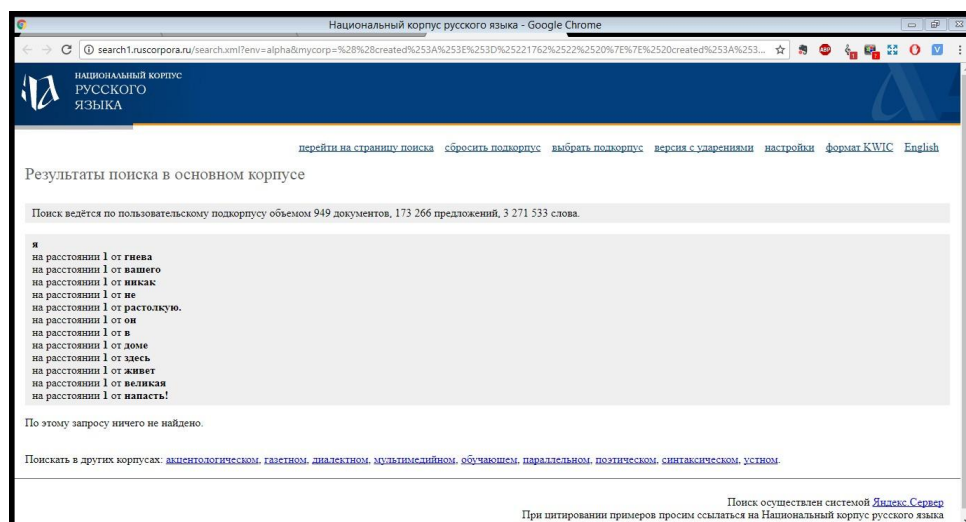 Национальный корпус русского языка - Google Chrome
search1.ruscorpora.ru/search.xml?env=alpha&mycorp=%28%28created%253A%253E%253D%25221762%2522%2520%7E%7E%2520created%253A%253...
НАЦИОНАЛЬНЫЙ КОРПУС
РУССКОГО
ЯЗЫКА
перейти на страницу поиска сбросить подкорпус выбрать подкорпус версия с ударениями настройки формат KWIC English
Результаты поиска в основном корпусе
Поиск ведётся по пользовательскому подкорпусу объемом 949 документов, 173 266 предложений, 3 271 533 слова.
я
на расстоянии 1 от гнева
на расстоянии 1 от вашего
на расстоянии 1 от никак
на расстоянии 1 от не
на расстоянии 1 от растолкую.
на расстоянии 1 от он
на расстоянии 1 от в
на расстоянии 1 от доме
на расстоянии 1 от здесь
на расстоянии 1 от живет
на расстоянии 1 от великая
на расстоянии 1 от напасть!
По этому запросу ничего не найдено.
Поискать в других корпусах: акцентологическом, газетном, диалектном, мультимедийном, обучающем, параллельном, поэтическом, синтаксическом, устном.
Поиск осуществлен системой Яндекс.Сервер
При цитировании примеров просим ссылаться на Национальный корпус русского языка